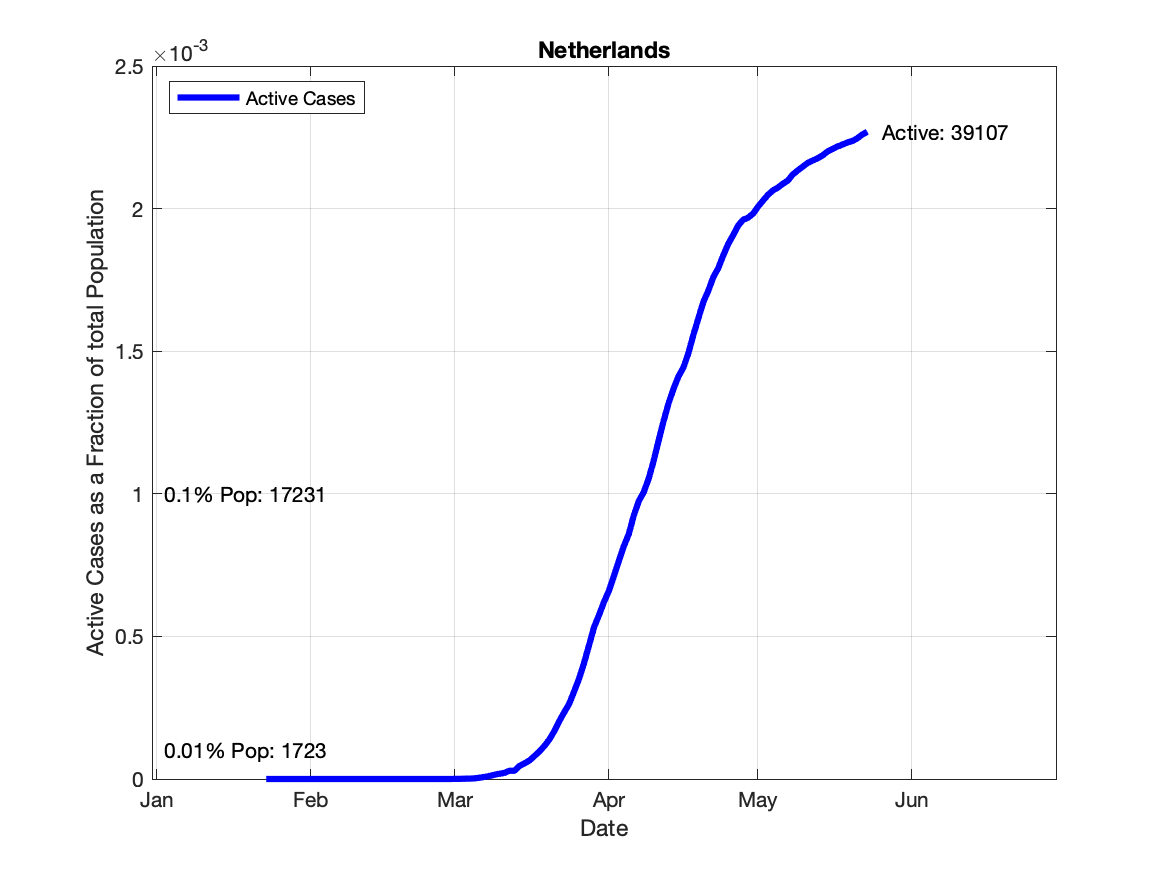 Netherlands
×10-3
2.5
2
1.5
1
0.5
0
Active Cases
Active: 39107
0.1% Pop: 17231
0.01% Pop: 1723
Active Cases as a Fraction of total Population
Jan Feb Mar Apr May Jun
Date